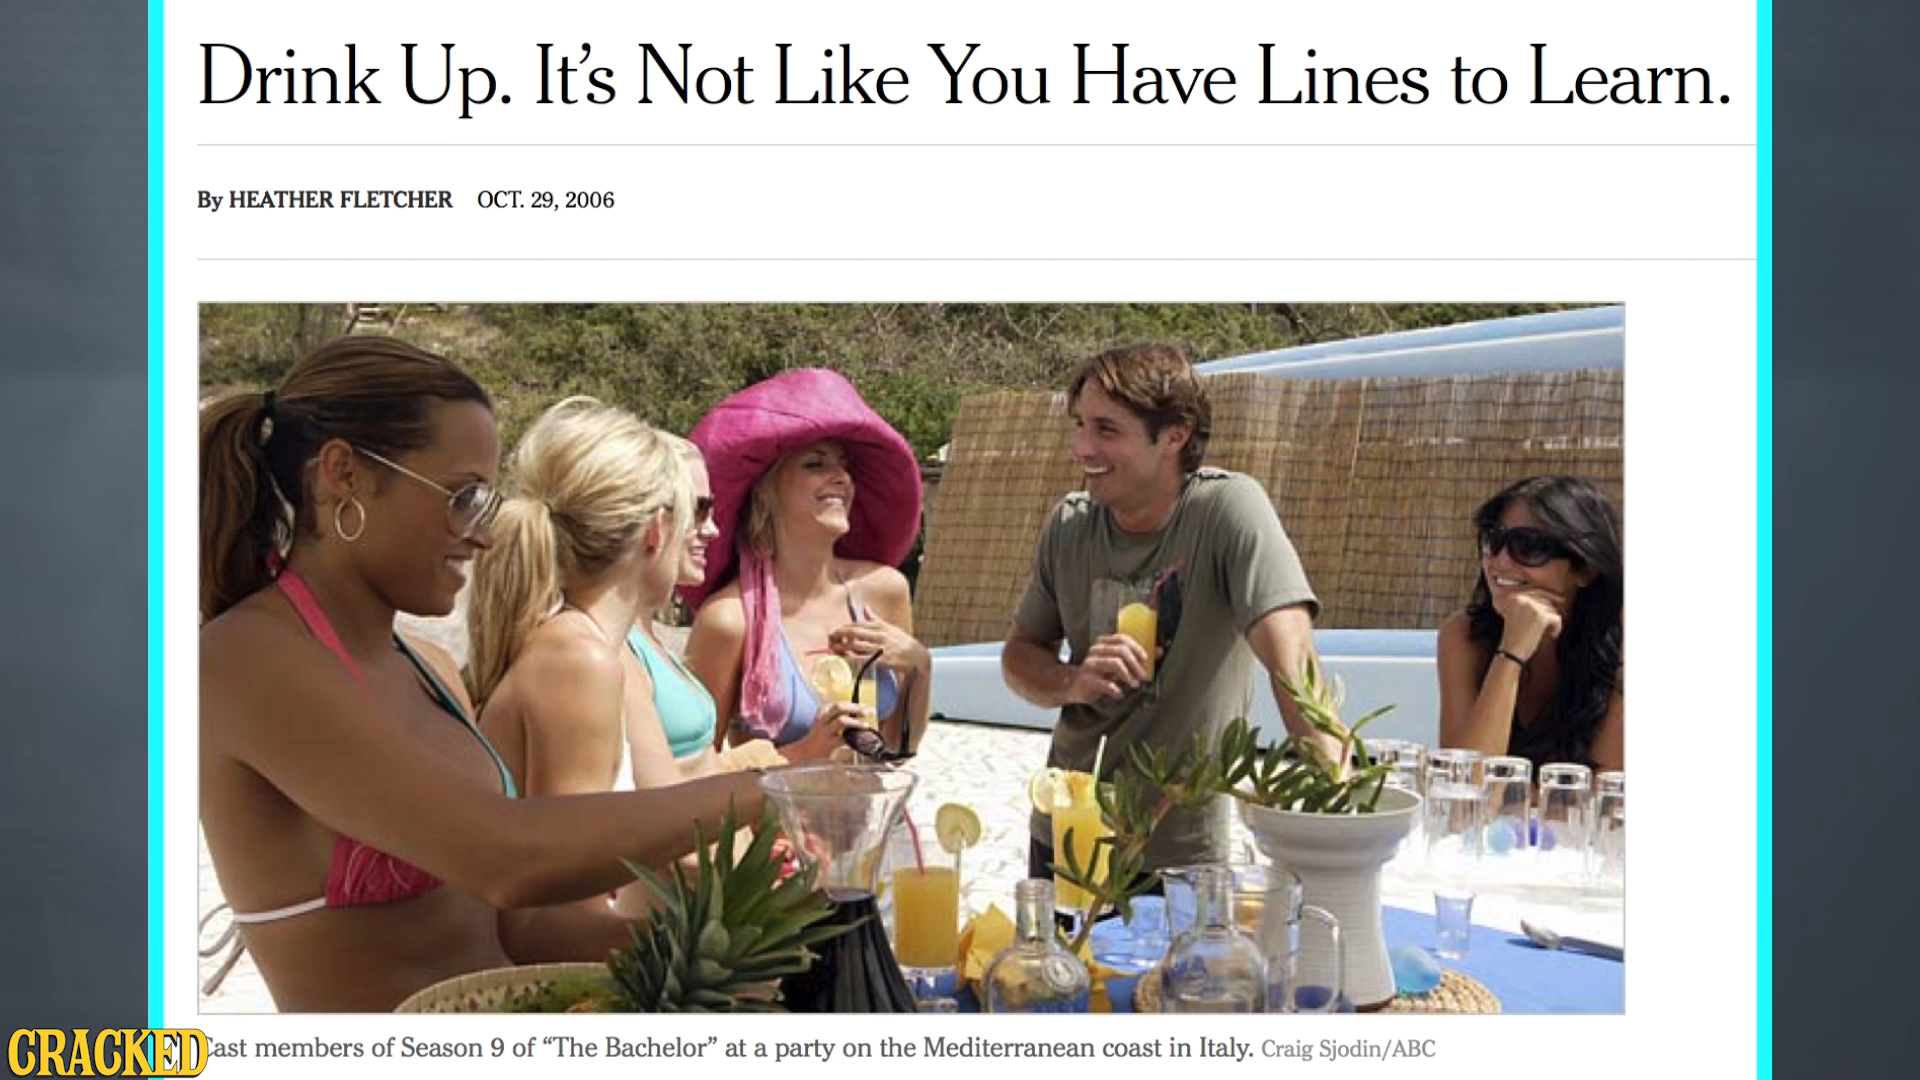 Drink Up. It’s Not Like You Have Lines to Learn.
By HEATHER FLETCHER OCT. 29, 2006
Cast members of Season 9 of “The Bachelor” at a party on the Mediterranean coast in Italy. Craig Sjodin/ABC
CRACKED